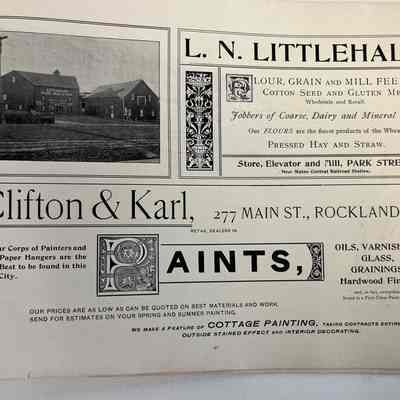 L. N. LITTLEHAL
FLOUR, GRAIN AND MILL FEE
COTTON SEED AND GLUTEN ME
Wholesale and Retail.
Jobbers of Coarse, Dairy and Mineral
Our FLOURS are the finest products of the Whea
PRESSED HAY AND STRAW.
Store, Elevator and Mill, PARK STRE
Near Maine Central Railroad Station.
Clifton & Karl, 277 MAIN ST., ROCKLAND
RETAIL DEALERS IN
ur Corps of Painters and
Paper Hangers are the
Best to be found in this
City.
PAINTS,
OILS, VARNISH
GLASS,
GRAININGS
Hardwood Fin
OUR PRICES ARE AS LOW AS CAN BE QUOTED ON BEST MATERIALS AND WORK.
SEND FOR ESTIMATES ON YOUR SPRING AND SUMMER PAINTING.
WE MAKE A FEATURE OF COTTAGE PAINTING, TAKING CONTRACTS ENTIRE
OUTSIDE STAINED EFFECT AND INTERIOR DECORATING.